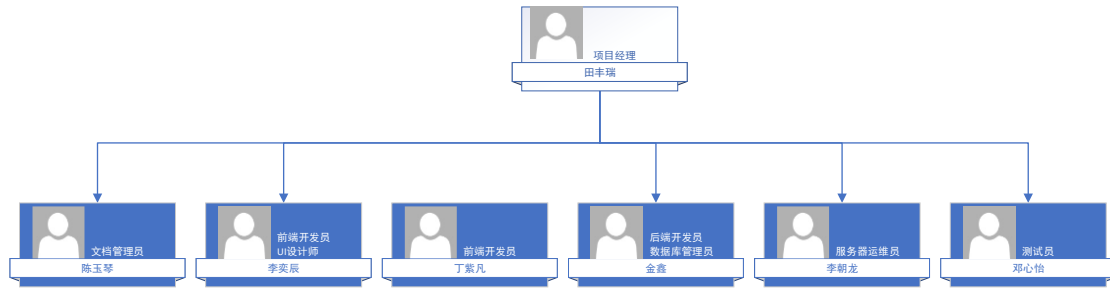 项目经理
田丰瑞
文档管理员
陈玉琴
前端开发员
UI设计师
李奕辰
前端开发员
丁紫凡
后端开发员
数据库管理员
金鑫
服务器运维员
李朝龙
测试员
邓心怡